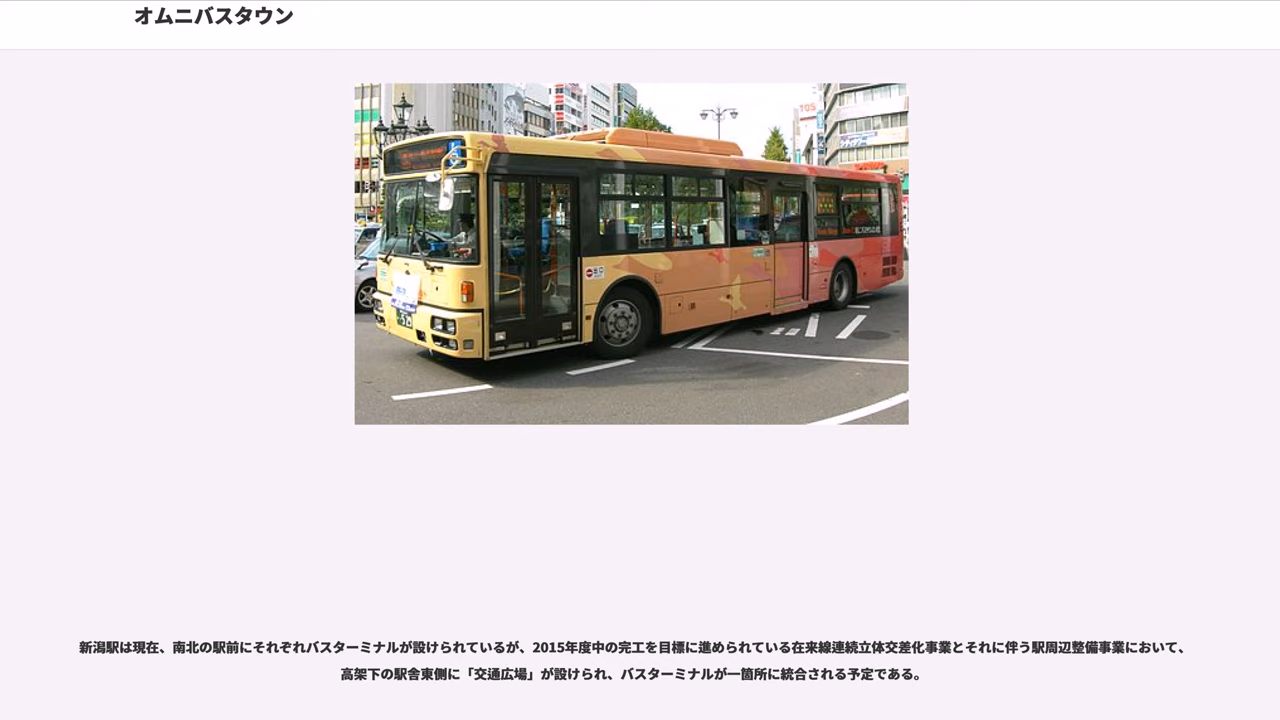 オムニバスタウン
新潟駅は現在、南北の駅前にそれぞれバスターミナルが設けられているが、2015年度中の完工を目標に進められている在来線連続立体交差化事業とそれに伴う駅周辺整備事業において、
高架下の駅舎東側に「交通広場」が設けられ、バスターミナルが一箇所に統合される予定である。